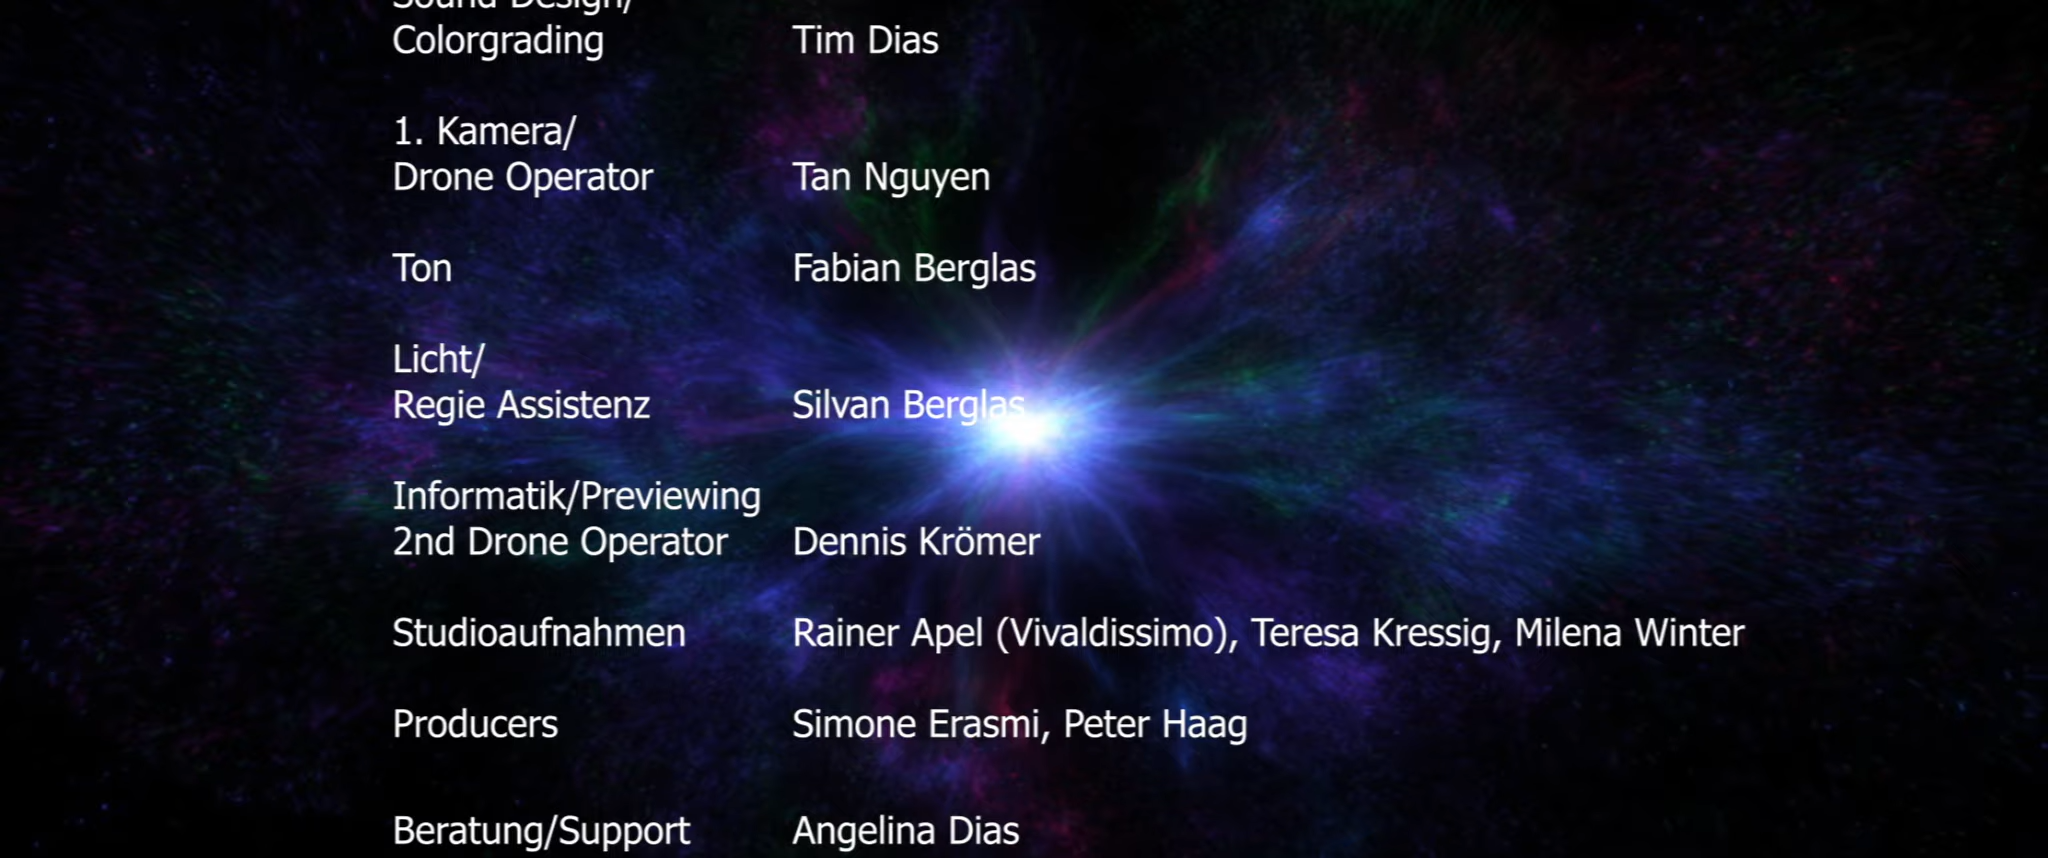 Sound Design/
Colorgrading Tim Dias
1. Kamera/
Drone Operator Tan Nguyen
Ton Fabian Berglas
Licht/
Regie Assistenz Silvan Berglas
Informatik/Previewing
2nd Drone Operator Dennis Krömer
Studioaufnahmen Rainer Apel (Vivaldissimo), Teresa Kressig, Milena Winter
Producers Simone Erasmi, Peter Haag
Beratung/Support Angelina Dias